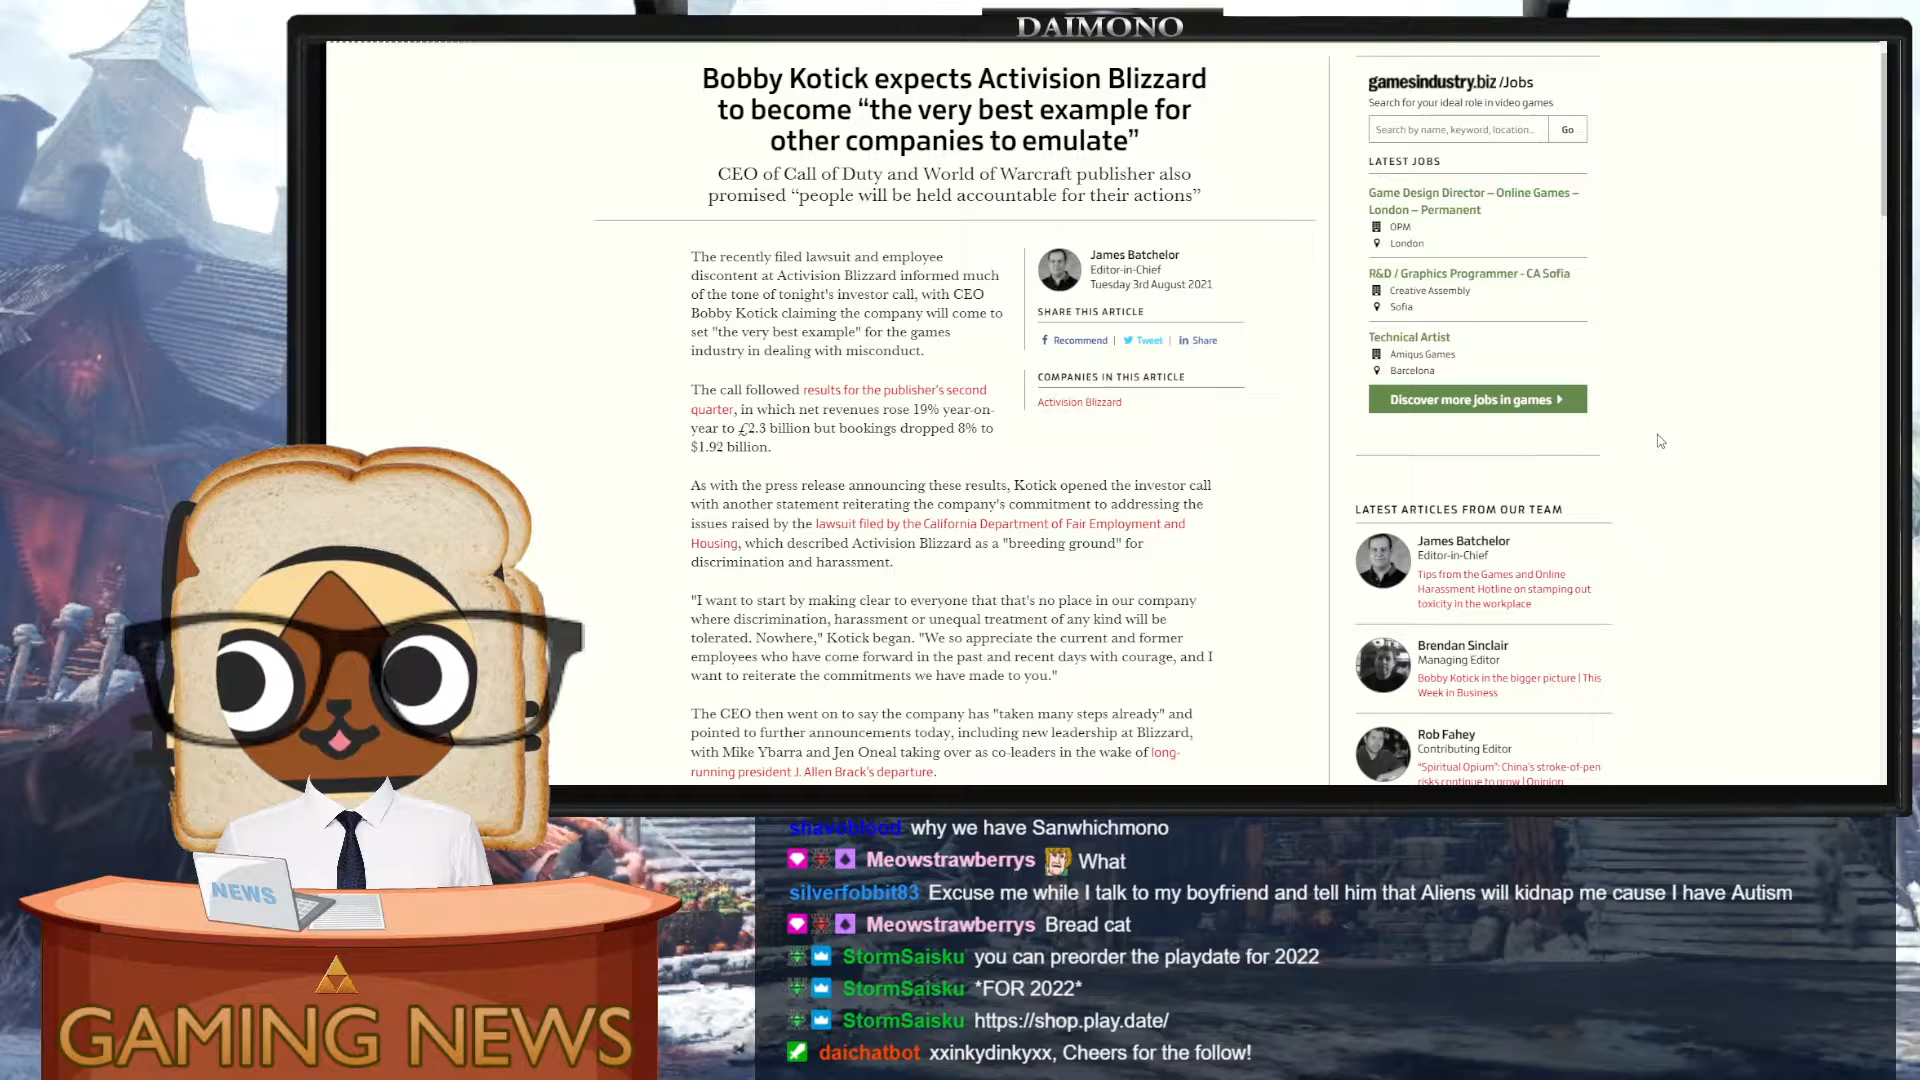 DAIMONO
Bobby Kotick expects Activision Blizzard
to become “the very best example for
other companies to emulate”
CEO of Call of Duty and World of Warcraft publisher also
promised “people will be held accountable for their actions”
The recently filed lawsuit and employee
discontent at Activision Blizzard informed much
of the tone of tonight's investor call, with CEO
Bobby Kotick claiming the company will come to
set "the very best example" for the games
industry in dealing with misconduct.
The call followed results for the publisher's second
quarter, in which net revenues rose 19% year-on-
year to £2.3 billion but bookings dropped 8% to
$1.92 billion.
As with the press release announcing these results, Kotick opened the investor call
with another statement reiterating the company's commitment to addressing the
issues raised by the lawsuit filed by the California Department of Fair Employment and
Housing, which described Activision Blizzard as a "breeding ground" for
discrimination and harassment.
"I want to start by making clear to everyone that that's no place in our company
where discrimination, harassment or unequal treatment of any kind will be
tolerated. Nowhere," Kotick began. "We so appreciate the current and former
employees who have come forward in the past and recent days with courage, and I
want to reiterate the commitments we have made to you."
The CEO then went on to say the company has "taken many steps already" and
pointed to further announcements today, including new leadership at Blizzard,
with Mike Ybarra and Jen Oneal taking over as co-leaders in the wake of long-
running president J. Allen Brack's departure.
James Batchelor
Editor-in-Chief
Tuesday 3rd August 2021
SHARE THIS ARTICLE
Recommend | Tweet | in Share
COMPANIES IN THIS ARTICLE
Activision Blizzard
gamesindustry.biz /Jobs
Search for your ideal role in video games
Search by name, keyword, location... Go
LATEST JOBS
Game Design Director – Online Games –
London – Permanent
OPM
London
R&D / Graphics Programmer - CA Sofia
Creative Assembly
Sofia
Technical Artist
Amiqus Games
Barcelona
Discover more jobs in games
LATEST ARTICLES FROM OUR TEAM
James Batchelor
Editor-in-Chief
Tips from the Games and Online
Harassment Hotline on stamping out
toxicity in the workplace
Brendan Sinclair
Managing Editor
Bobby Kotick in the bigger picture | This
Week in Business
Rob Fahey
Contributing Editor
"Spiritual Opium": China's stroke-of-pen
risks continue to grow | Opinion
NEWS
GAMING NEWS
shavoblood why we have Sanwhichmono
Meowstrawberrys What
silverfobbit83 Excuse me while I talk to my boyfriend and tell him that Aliens will kidnap me cause I have Autism
Meowstrawberrys Bread cat
StormSaisku you can preorder the playdate for 2022
StormSaisku *FOR 2022*
StormSaisku https://shop.play.date/
daichatbot xxinkydinkyxx, Cheers for the follow!